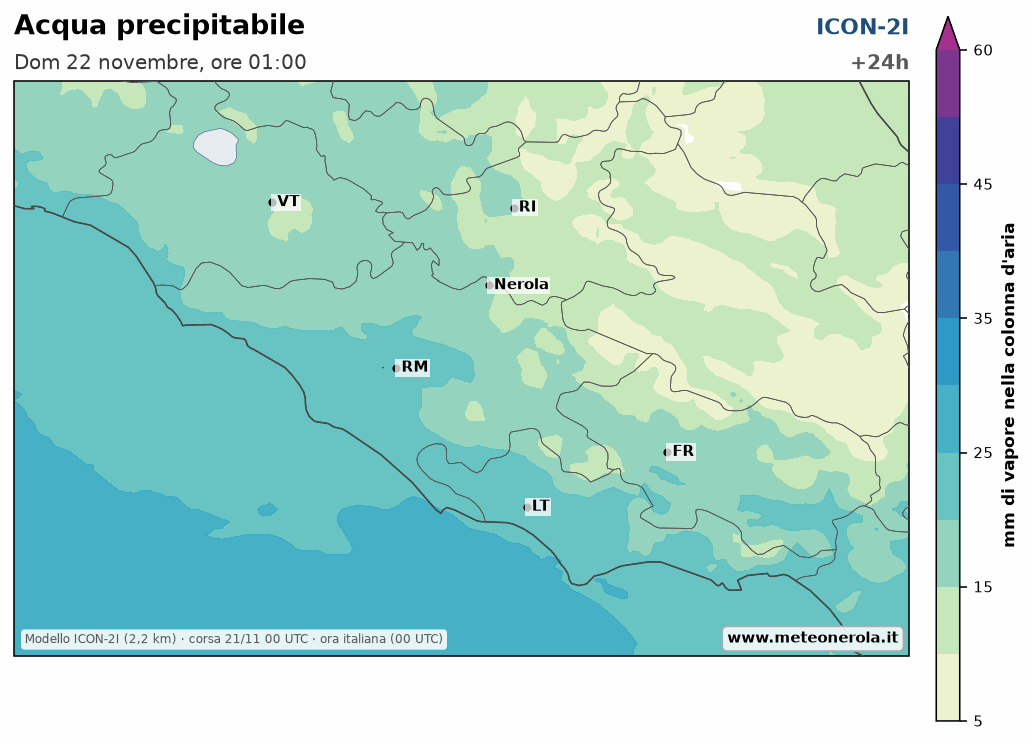 Acqua precipitabile
ICON-2I
Dom 22 novembre, ore 01:00
+24h
60
45
35
25
15
5
mm di vapore nella colonna d'aria
VT
RI
Nerola
RM
FR
LT
Modello ICON-2I (2,2 km) · corsa 21/11 00 UTC · ora italiana (00 UTC)
www.meteonerola.it